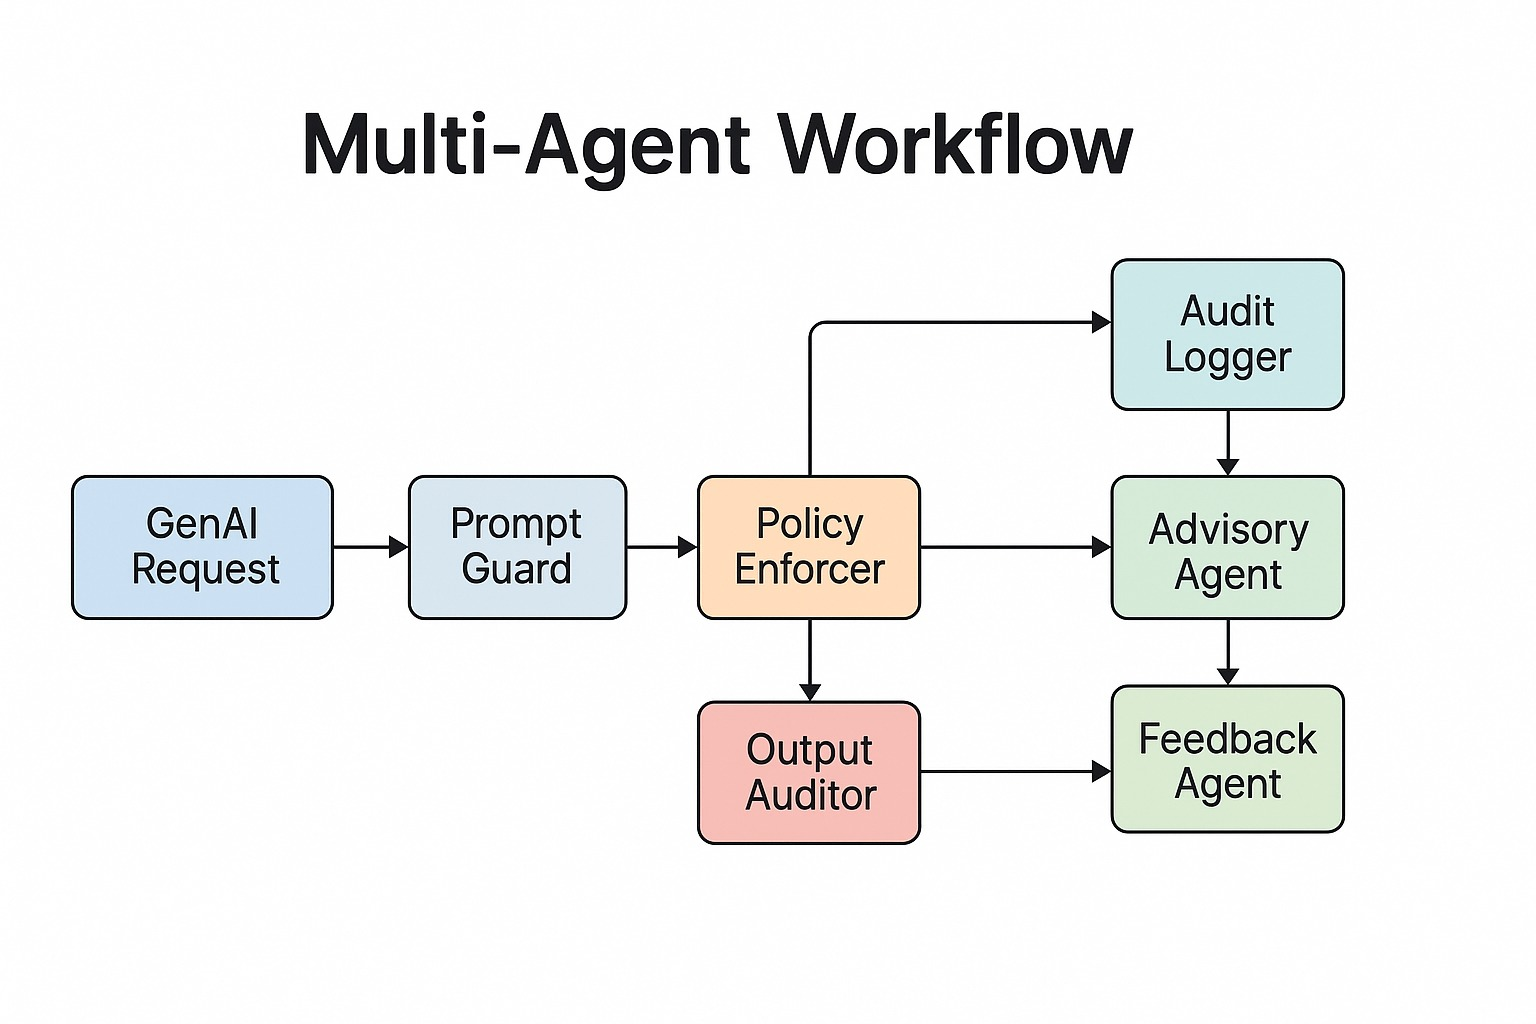 Multi-Agent Workflow
Audit
Logger
GenAI
Request
Prompt
Guard
Policy
Enforcer
Advisory
Agent
Output
Auditor
Feedback
Agent